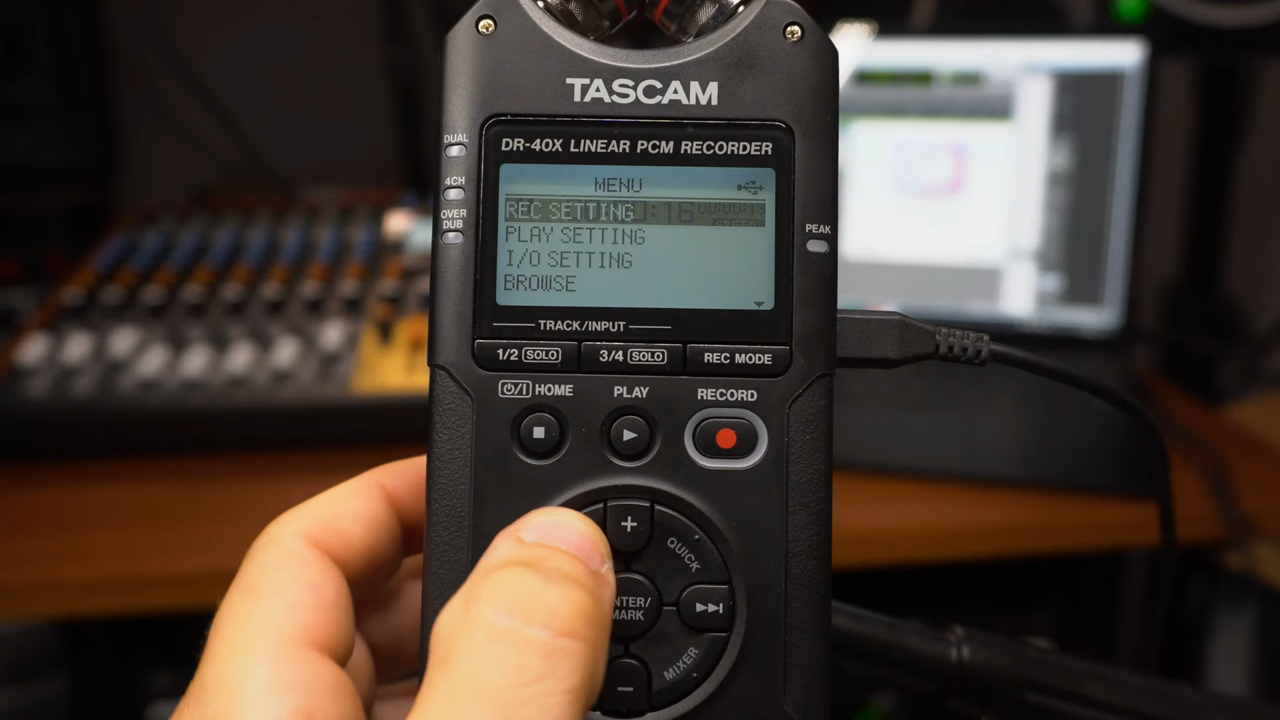 TASCAM
DR-40X LINEAR PCM RECORDER
DUAL
4CH
OVER
DUB
PEAK
MENU
REC SETTING
PLAY SETTING
I/O SETTING
BROWSE
TRACK/INPUT
1/2 SOLO
3/4 SOLO
REC MODE
⏻/I HOME
PLAY
RECORD
+
QUICK
MARK
MIXER
−